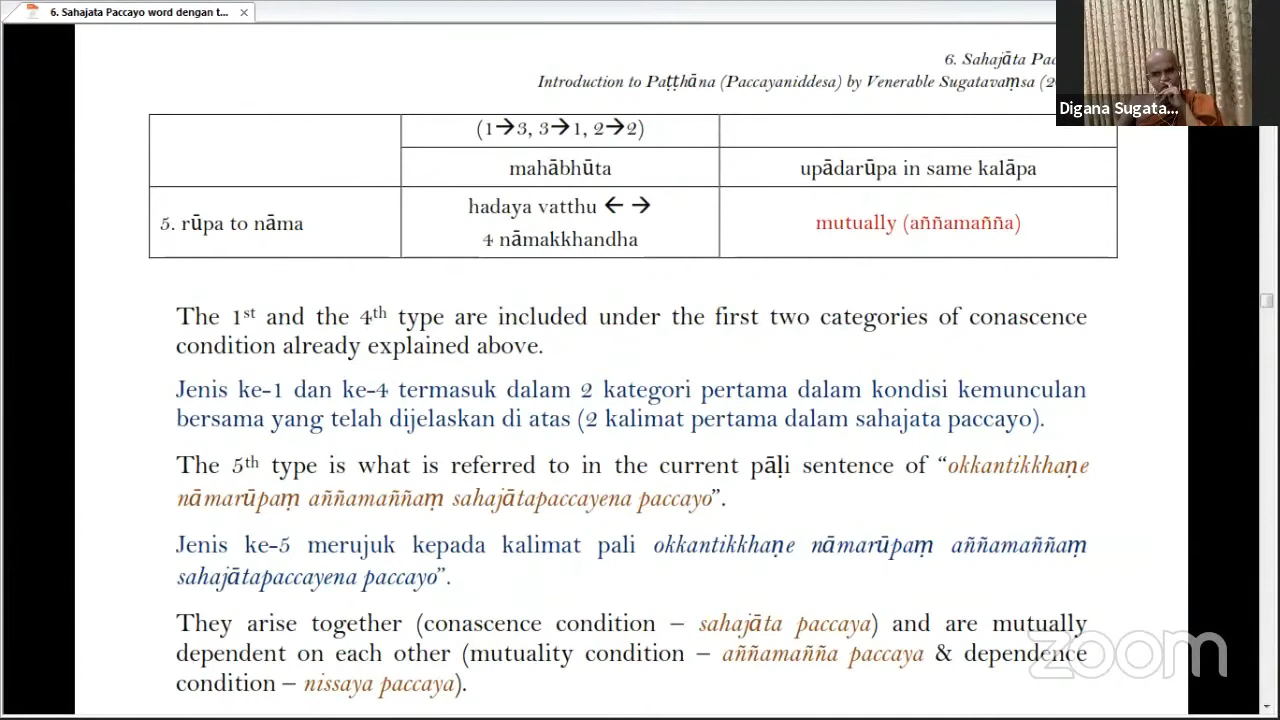 6. Sahajata Paccayo word dengan t...
6. Sahajāta Pac
Introduction to Paṭṭhāna (Paccayaniddesa) by Venerable Sugatavaṃsa (2
Digana Sugata...
(1→3, 3→1, 2→2)
mahābhūta
upādarūpa in same kalāpa
5. rūpa to nāma
hadaya vatthu ← →
4 nāmakkhandha
mutually (aññamañña)
The 1st and the 4th type are included under the first two categories of conascence
condition already explained above.
Jenis ke-1 dan ke-4 termasuk dalam 2 kategori pertama dalam kondisi kemunculan
bersama yang telah dijelaskan di atas (2 kalimat pertama dalam sahajata paccayo).
The 5th type is what is referred to in the current pāḷi sentence of “okkantikkhaṇe
nāmarūpaṃ aññamaññaṃ sahajātapaccayena paccayo”.
Jenis ke-5 merujuk kepada kalimat pali okkantikkhaṇe nāmarūpaṃ aññamaññaṃ
sahajātapaccayena paccayo”.
They arise together (conascence condition – sahajāta paccaya) and are mutually
dependent on each other (mutuality condition – aññamañña paccaya & dependence
condition – nissaya paccaya).
zoom